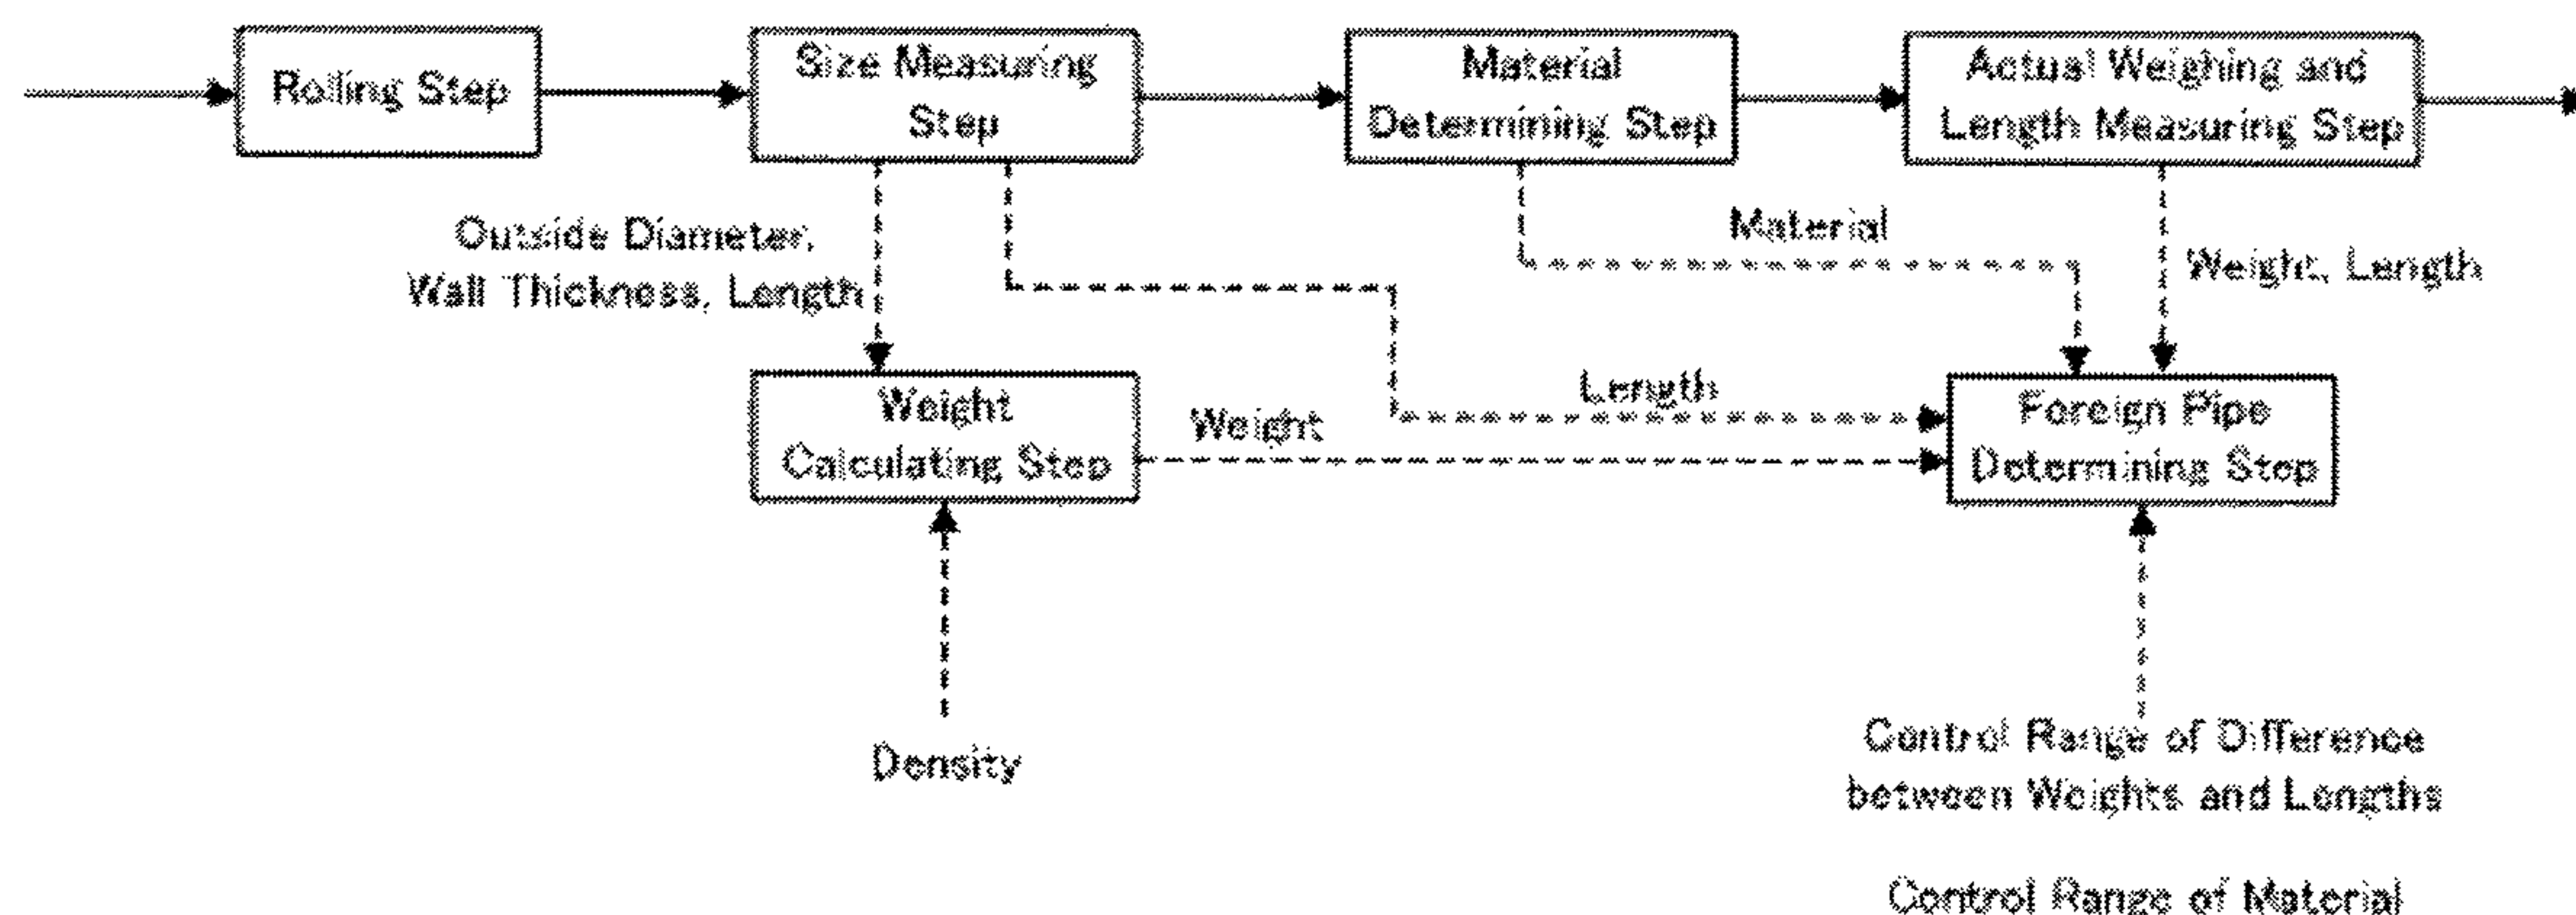 Rolling Step
Size Measuring
Step
Material
Determining Step
Actual Weighing and
Length Measuring Step
Outside Diameter,
Wall Thickness, Length
Material
Weight, Length
Weight
Calculating Step
Weight
Length
Foreign Pipe
Determining Step
Density
Control Range of Difference
between Weights and Lengths
Control Range of Material